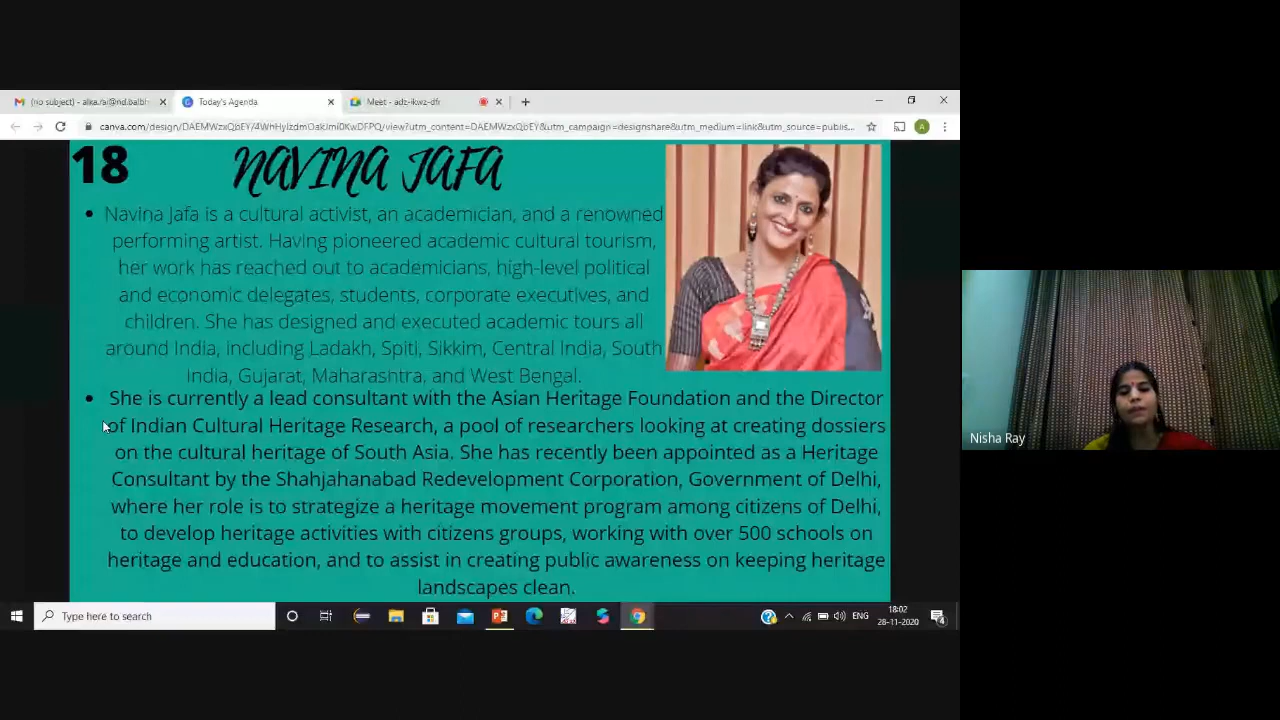 (no subject) - alka.ra@nd.balbh
Today's Agenda
Meet - adz-ikwz-dfr
18
NAVINA JAFA
Navina Jafa is a cultural activist, an academician, and a renowned
performing artist. Having pioneered academic cultural tourism,
her work has reached out to academicians, high-level political
and economic delegates, students, corporate executives, and
children. She has designed and executed academic tours all
around India, including Ladakh, Spiti, Sikkim, Central India, South
India, Gujarat, Maharashtra, and West Bengal.
She is currently a lead consultant with the Asian Heritage Foundation and the Director
of Indian Cultural Heritage Research, a pool of researchers looking at creating dossiers
on the cultural heritage of South Asia. She has recently been appointed as a Heritage
Consultant by the Shahjahanabad Redevelopment Corporation, Government of Delhi,
where her role is to strategize a heritage movement program among citizens of Delhi,
to develop heritage activities with citizens groups, working with over 500 schools on
heritage and education, and to assist in creating public awareness on keeping heritage
landscapes clean.
Nisha Ray
Type here to search
ENG
18:02
28-11-2020